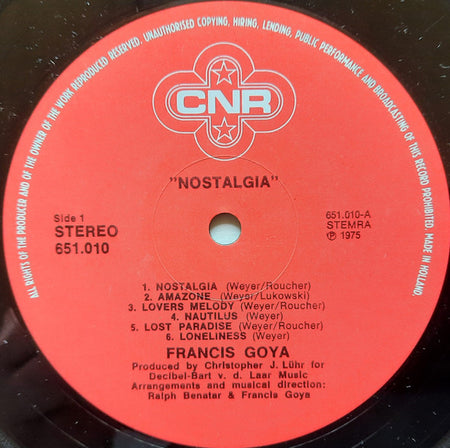 ALL RIGHTS OF THE PRODUCER AND OF THE OWNER OF THE WORK REPRODUCED RESERVED. UNAUTHORISED COPYING, HIRING, LENDING, PUBLIC PERFORMANCE AND BROADCASTING OF THIS RECORD PROHIBITED. MADE IN HOLLAND.
CNR
"NOSTALGIA"
Side 1
STEREO
651.010
651.010-A
STEMRA
℗ 1975
1. NOSTALGIA (Weyer/Roucher)
2. AMAZONE (Weyer/Lukowski)
3. LOVERS MELODY (Weyer/Roucher)
4. NAUTILUS (Weyer)
5. LOST PARADISE (Weyer/Roucher)
6. LONELINESS (Weyer)
FRANCIS GOYA
Produced by Christopher J. Lühr for
Decibel-Bart v. d. Laar Music
Arrangements and musical direction:
Ralph Benatar & Francis Goya